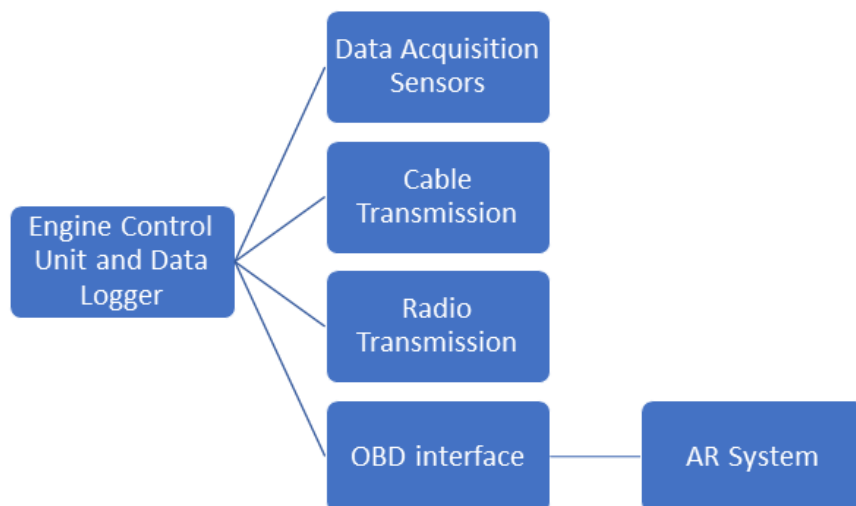 Data Acquisition
Sensors
Cable
Transmission
Engine Control
Unit and Data
Logger
Radio
Transmission
OBD interface
AR System